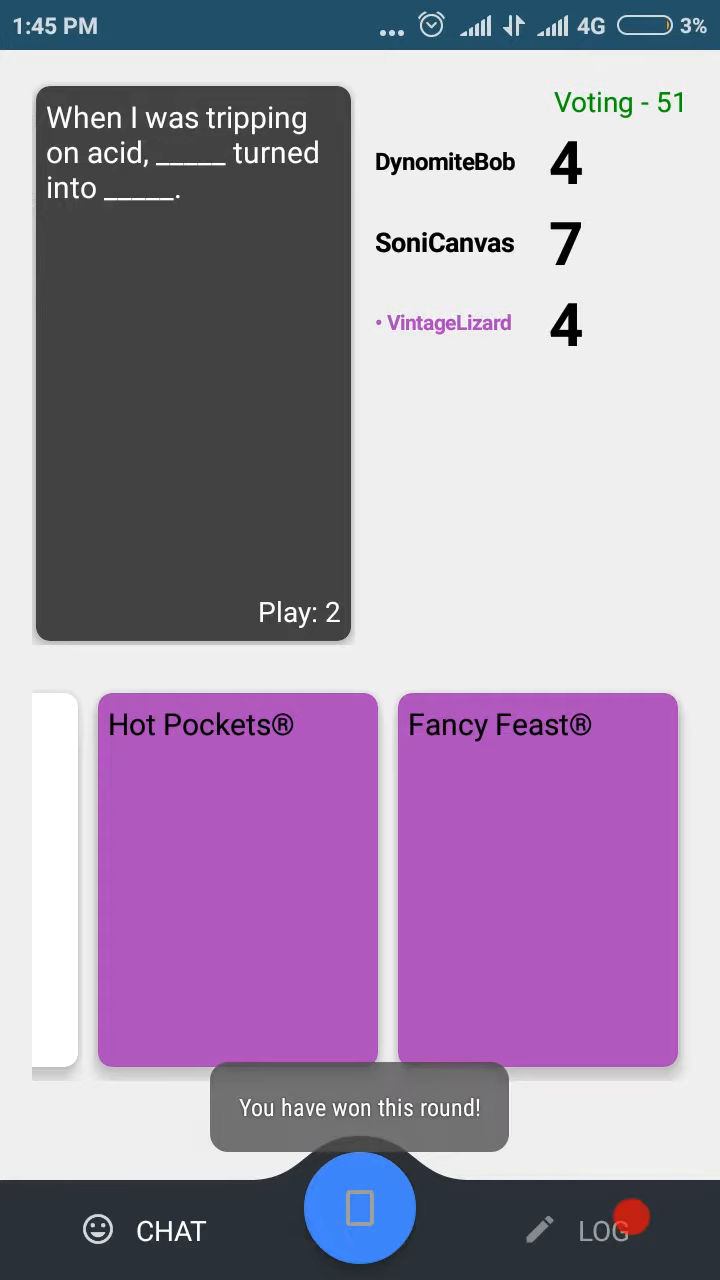 1:45 PM
4G
3%
When I was tripping
on acid, _____ turned
into _____.
Play: 2
Voting - 51
DynomiteBob 4
SoniCanvas 7
• VintageLizard 4
Hot Pockets®
Fancy Feast®
You have won this round!
CHAT
LOG